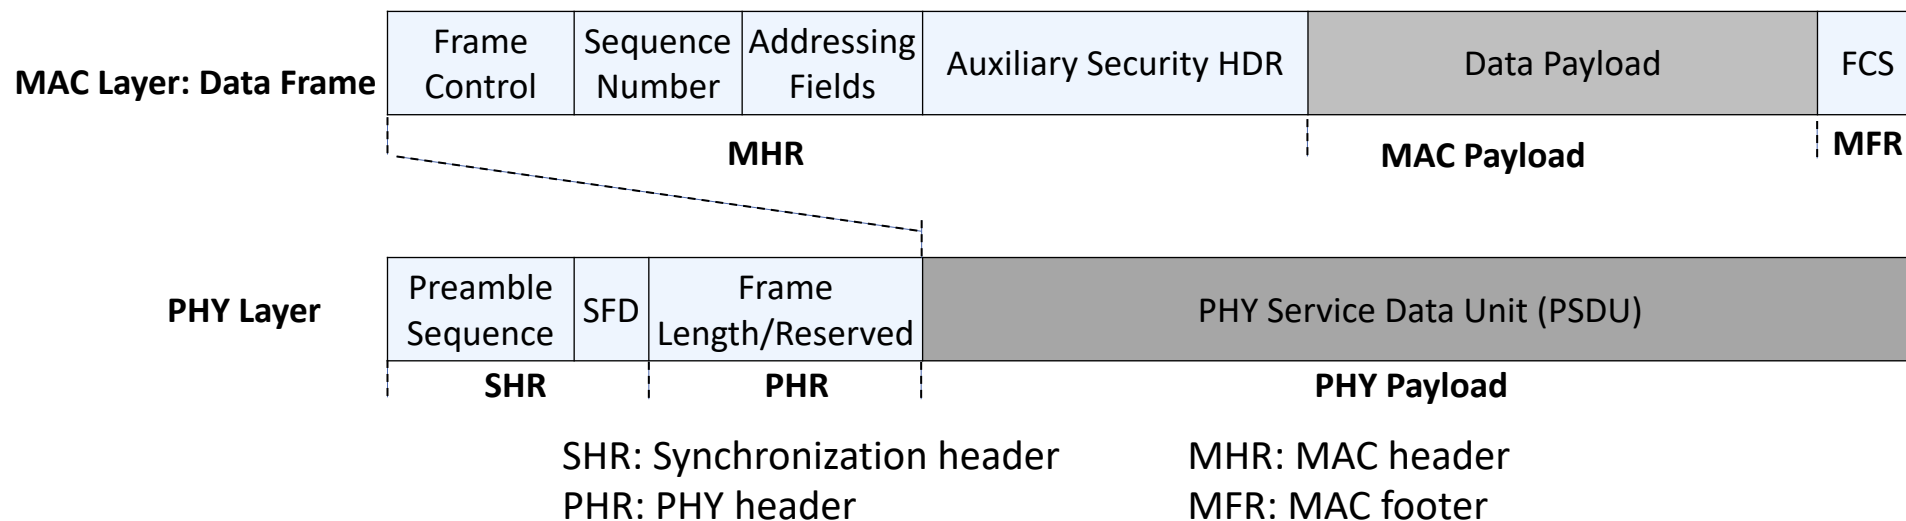 MAC Layer: Data Frame
Frame
Control
Sequence
Number
Addressing
Fields
Auxiliary Security HDR
Data Payload
FCS
MHR
MAC Payload
MFR
PHY Layer
Preamble
Sequence
SFD
Frame
Length/Reserved
PHY Service Data Unit (PSDU)
SHR
PHR
PHY Payload
SHR: Synchronization header
PHR: PHY header
MHR: MAC header
MFR: MAC footer